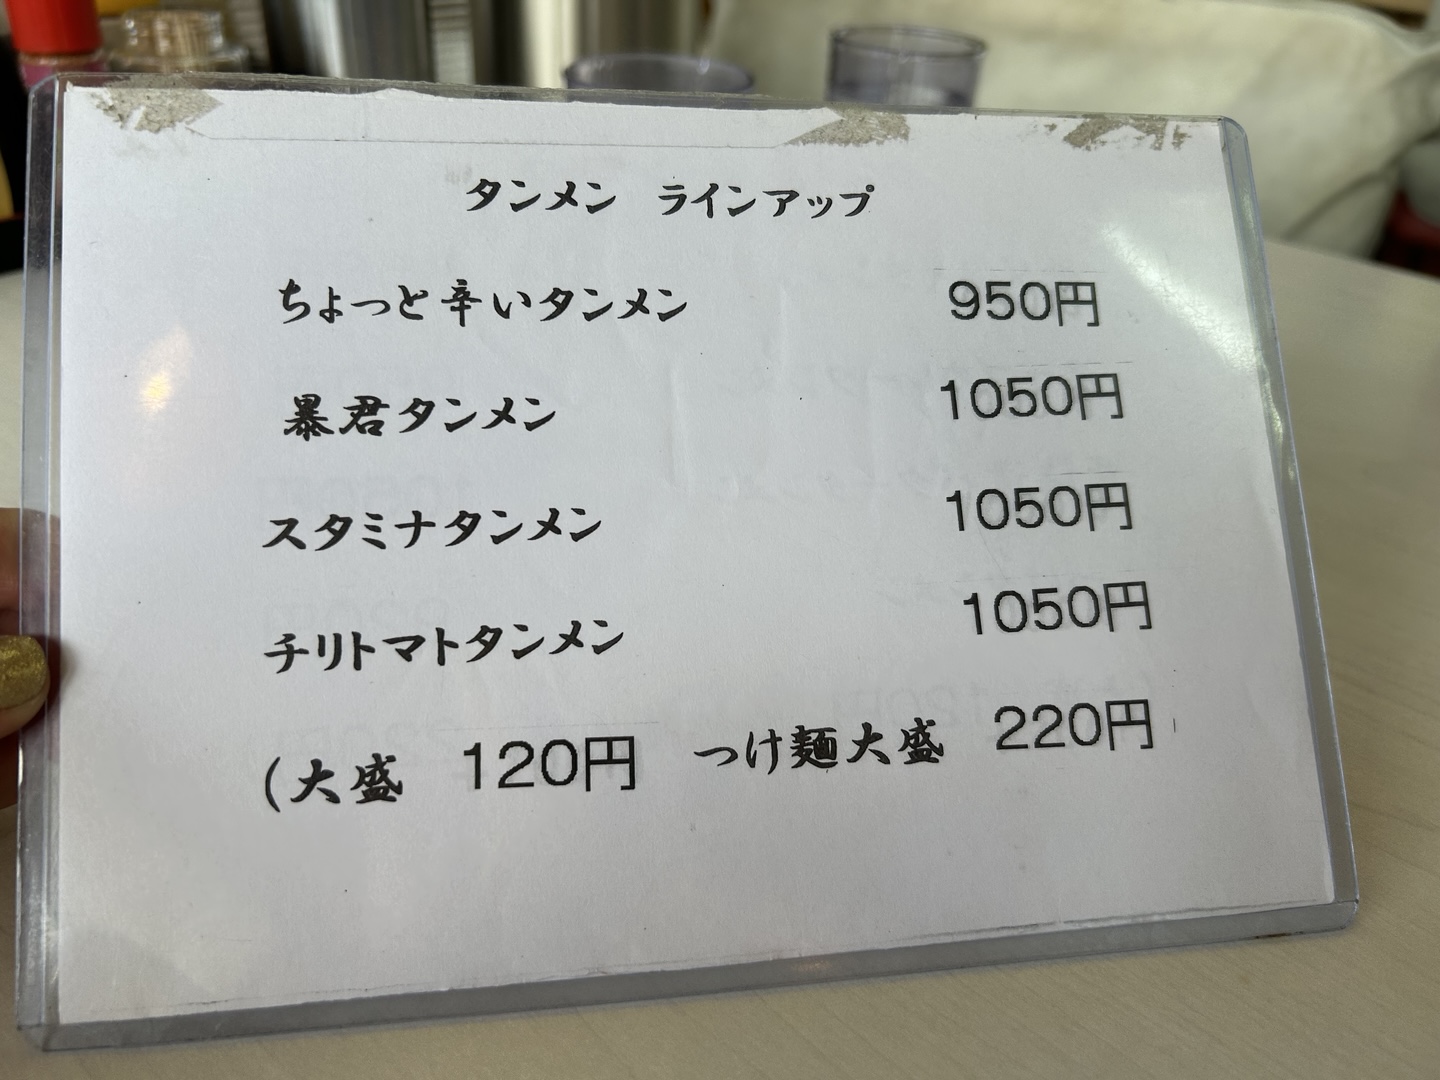 タンメン ラインアップ
ちょっと辛いタンメン 950円
暴君タンメン 1050円
スタミナタンメン 1050円
チリトマトタンメン 1050円
(大盛 120円 つけ麺大盛 220円